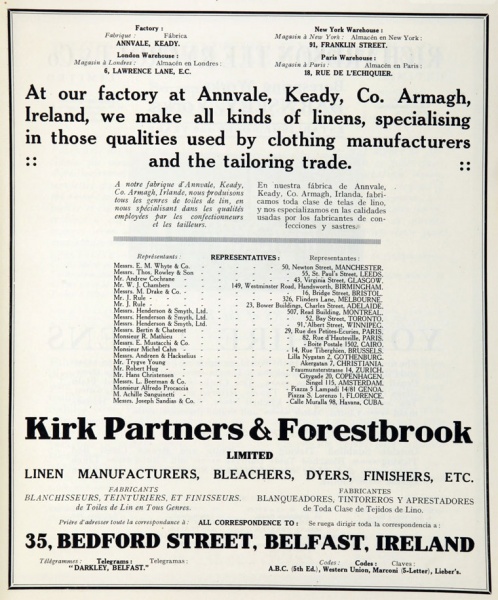 Factory :
Fabrique : Fábrica
ANNVALE, KEADY.
London Warehouse :
Magasin à Londres : Almacén en Londres :
6, LAWRENCE LANE, E.C.
New York Warehouse :
Magasin à New York : Almacén en New York :
91, FRANKLIN STREET.
Paris Warehouse :
Magasin à Paris : Almacén en Paris :
18, RUE DE L'ECHIQUIER.
At our factory at Annvale, Keady, Co. Armagh,
Ireland, we make all kinds of linens, specialising
in those qualities used by clothing manufacturers
:: and the tailoring trade. ::
A notre fabrique d'Annvale, Keady,
Co. Armagh, Irlande, nous produisons
tous les genres de toiles de lin, en
nous spécialisant dans les qualités
employées par les confectionneurs
et les tailleurs.
En nuestra fábrica de Annvale,
Keady, Co. Armagh, Irlanda, fabri-
camos toda clase de telas de lino,
y nos especializamos en las calidades
usadas por los fabricantes de con-
fecciones y sastres.
Représentants : REPRESENTATIVES : Representantes :
Messrs. E. M. Whyte & Co. - 50, Newton Street, MANCHESTER.
Messrs. Thos. Rowley & Son - 55, St. Paul's Street, LEEDS.
Mr. Andrew Cochrane - 43, Virginia Street, GLASGOW.
Mr. W. J. Chambers - 149, Westminster Road, Handsworth, BIRMINGHAM.
Messrs. M. Drake & Co. - 16, Bridge Street, BRISTOL.
Mr. J. Rule - 326, Flinders Lane, MELBOURNE.
Mr. J. Rule - 23, Bower Buildings, Charles Street, ADELAIDE.
Messrs. Henderson & Smyth, Ltd. - 507, Read Building, MONTREAL.
Messrs. Henderson & Smyth, Ltd. - 52, Bay Street, TORONTO.
Messrs. Henderson & Smyth, Ltd. - 91, Albert Street, WINNIPEG.
Messrs. Bertin & Chatenet - 29, Rue des Petites-Ecuries, PARIS.
Monsieur R. Mathieu - 82, Rue d'Hauteville, PARIS.
Messrs. E. Mustacchi & Co. - Boite Postale 1502, CAIRO.
Monsieur Michel Cahn - 14, Rue Tiberghien, BRUSSELS.
Messrs. Andreen & Hackselius - Lilla Nygatan 2, GOTHENBURG.
Mr. Trygve Young - Akersgaten 7, CHRISTIANIA.
Mr. Robert Hug - Fraumunsterstrasse 14, ZURICH.
Mr. Hans Christensen - Citygade 20, COPENHAGEN.
Messrs. L. Beerman & Co. - Singel 115, AMSTERDAM.
Monsieur Alfredo Procaccia - Piazza 5 Lampadi 14/81 GENOA.
M. Achille Sanguinetti - Piazza S. Lorenzo 1, FLORENCE.
Messrs. Joseph Sandias & Co. - Calle Muralla 98, Havana, CUBA.
Kirk Partners & Forestbrook
LIMITED
LINEN MANUFACTURERS, BLEACHERS, DYERS, FINISHERS, ETC.
FABRICANTS
BLANCHISSEURS, TEINTURIERS, ET FINISSEURS.
de Toiles de Lin en Tous Genres.
FABRICANTES
BLANQUEADORES, TINTOREROS Y APRESTADORES
de Toda Clase de Tejidos de Lino.
Prière d'adresser toute la correspondance à : ALL CORRESPONDENCE TO : Se ruega dirigir toda la correspondencia a :
35, BEDFORD STREET, BELFAST, IRELAND
Télégrammes : Telegrams : Telegramas :
"DARKLEY, BELFAST."
Codes : Codes : Claves :
A.B.C. (5th Ed.), Western Union, Marconi (5-Letter), Lieber's.